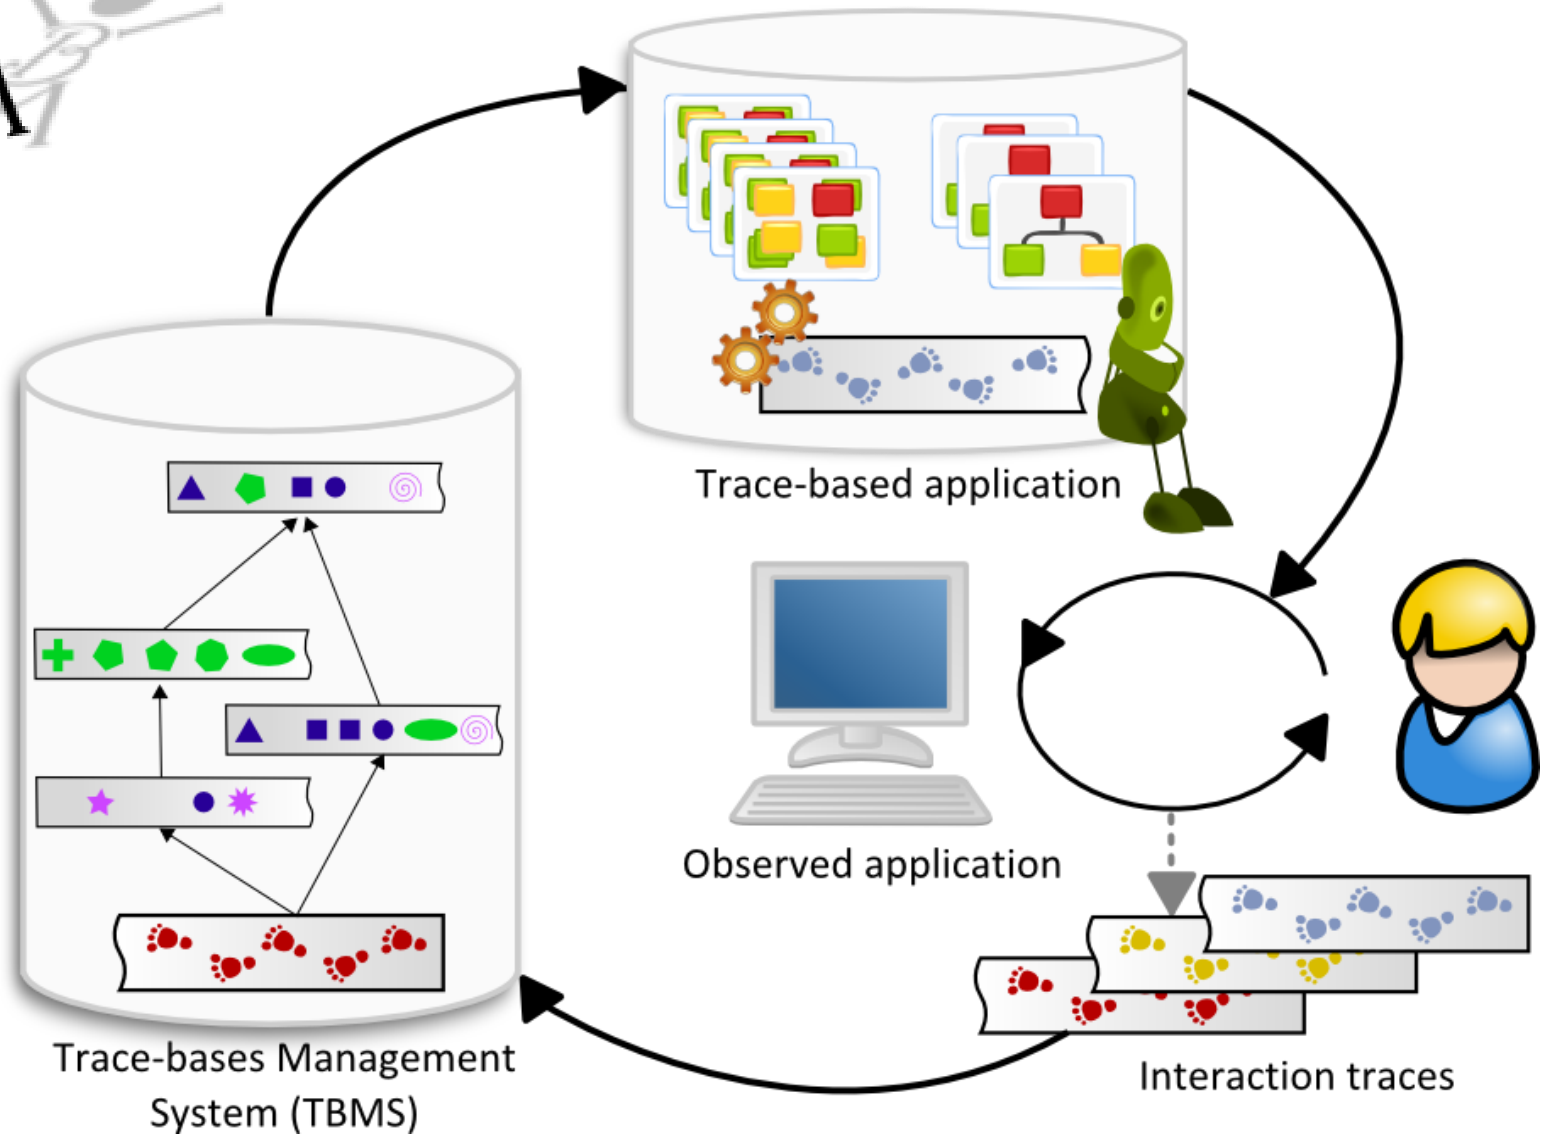 Trace-based application
Observed application
Interaction traces
Trace-bases Management
System (TBMS)